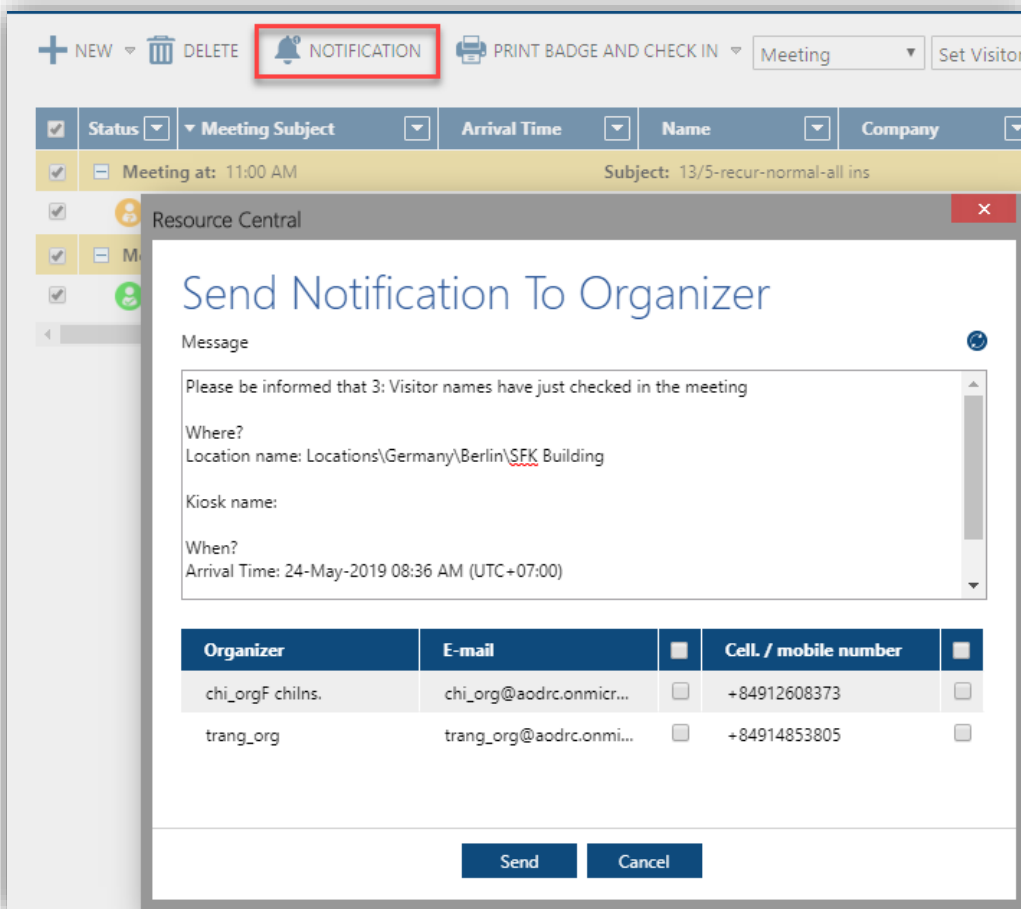 NEW DELETE NOTIFICATION PRINT BADGE AND CHECK IN Meeting Set Visitor
Status Meeting Subject Arrival Time Name Company
Meeting at: 11:00 AM Subject: 13/5-recur-normal-all ins
Resource Central
M
Send Notification To Organizer
Message
Please be informed that 3: Visitor names have just checked in the meeting
Where?
Location name: Locations\Germany\Berlin\SFK Building
Kiosk name:
When?
Arrival Time: 24-May-2019 08:36 AM (UTC+07:00)
Organizer E-mail Cell. / mobile number
chi_orgF chiIns. chi_org@aodrc.onmicr... +84912608373
trang_org trang_org@aodrc.onmi... +84914853805
Send Cancel